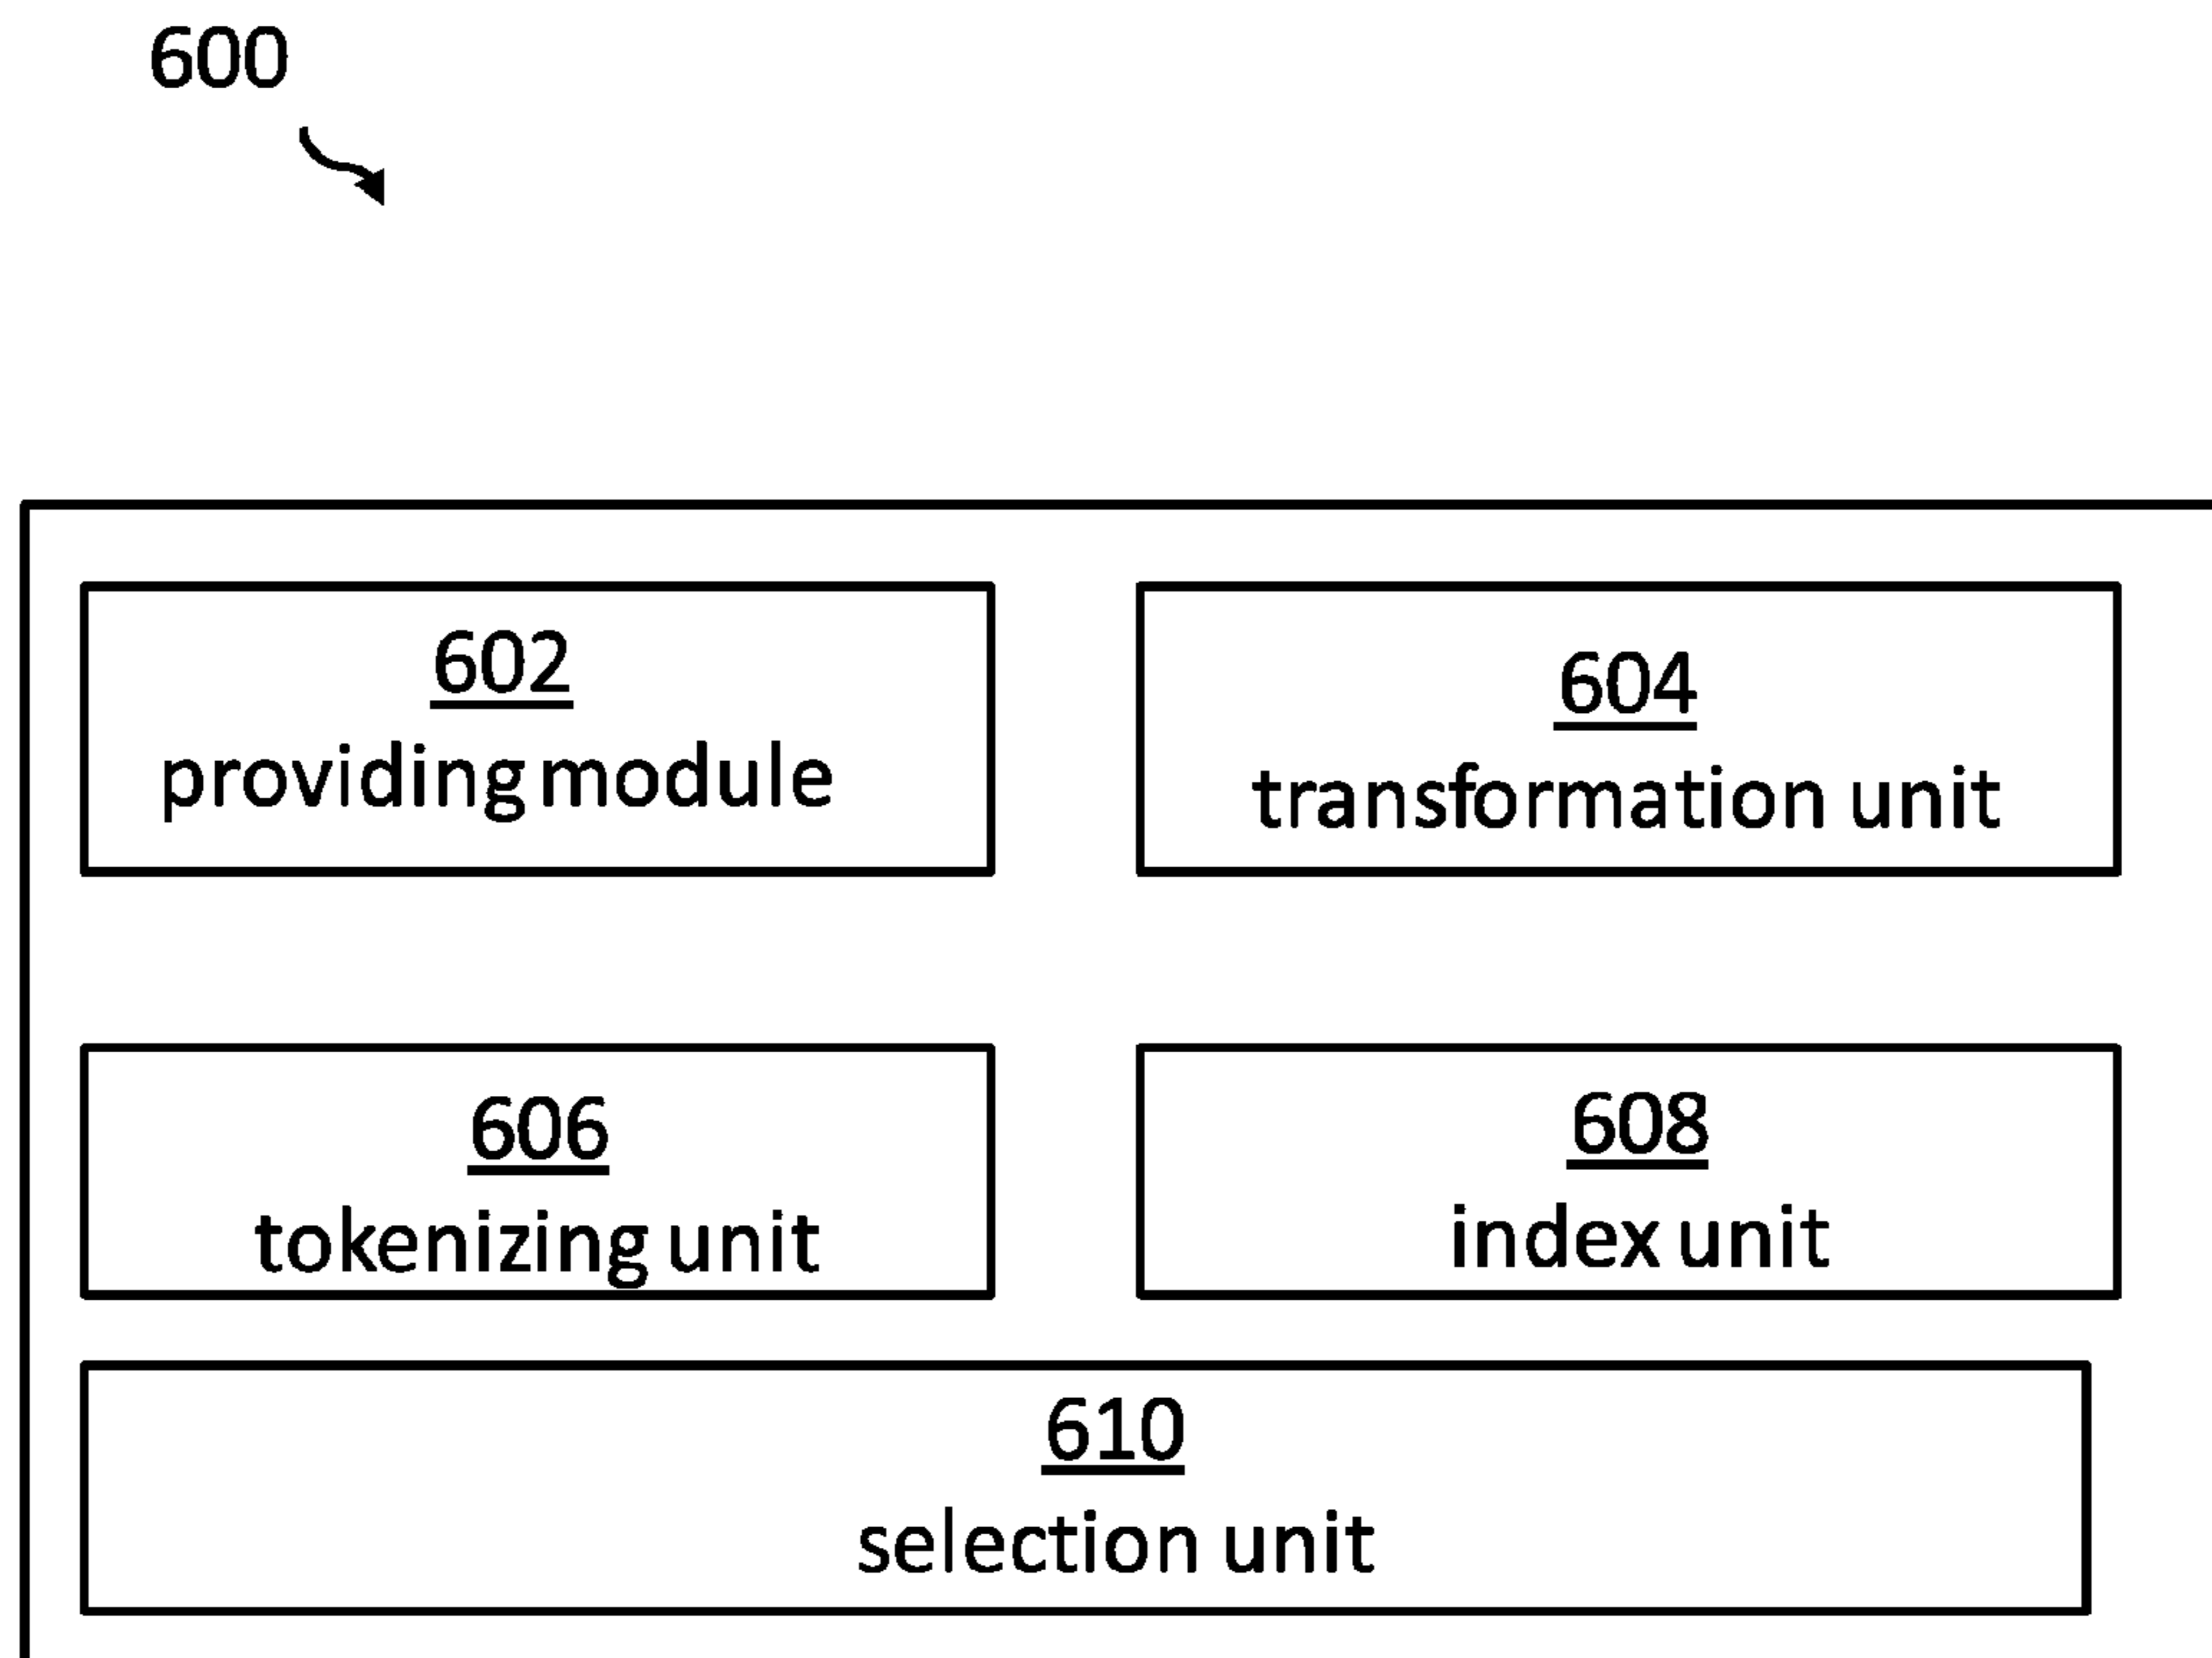 600
602
providing module
604
transformation unit
606
tokenizing unit
608
index unit
610
selection unit